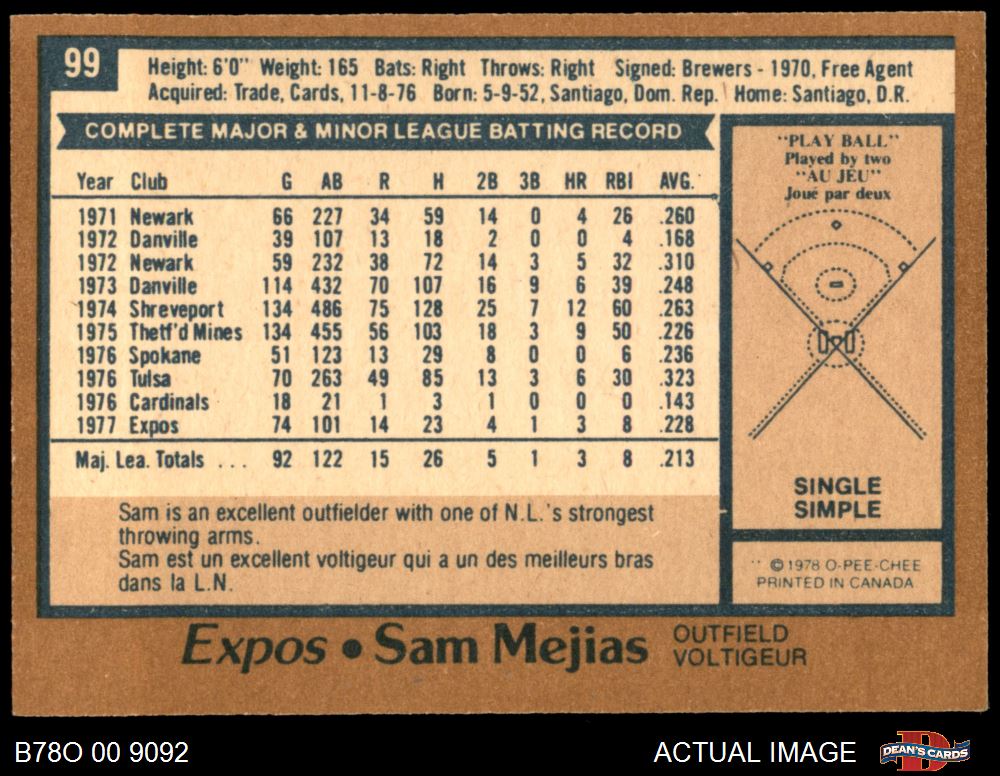 99
Height: 6'0" Weight: 165 Bats: Right Throws: Right Signed: Brewers - 1970, Free Agent
Acquired: Trade, Cards, 11-8-76 Born: 5-9-52, Santiago, Dom. Rep. Home: Santiago, D.R.
COMPLETE MAJOR & MINOR LEAGUE BATTING RECORD
Year Club G AB R H 2B 3B HR RBI AVG.
1971 Newark 66 227 34 59 14 0 4 26 .260
1972 Danville 39 107 13 18 2 0 0 4 .168
1972 Newark 59 232 38 72 14 3 5 32 .310
1973 Danville 114 432 70 107 16 9 6 39 .248
1974 Shreveport 134 486 75 128 25 7 12 60 .263
1975 Thetf'd Mines 134 455 56 103 18 3 9 50 .226
1976 Spokane 51 123 13 29 8 0 0 6 .236
1976 Tulsa 70 263 49 85 13 3 6 30 .323
1976 Cardinals 18 21 1 3 1 0 0 0 .143
1977 Expos 74 101 14 23 4 1 3 8 .228
Maj. Lea. Totals ... 92 122 15 26 5 1 3 8 .213
Sam is an excellent outfielder with one of N.L.'s strongest
throwing arms.
Sam est un excellent voltigeur qui a un des meilleurs bras
dans la L.N.
"PLAY BALL"
Played by two
"AU JEU"
Joué par deux
SINGLE
SIMPLE
©1978 O-PEE-CHEE
PRINTED IN CANADA
Expos • Sam Mejias
OUTFIELD
VOLTIGEUR
B78O 00 9092
ACTUAL IMAGE
DEAN'S CARDS